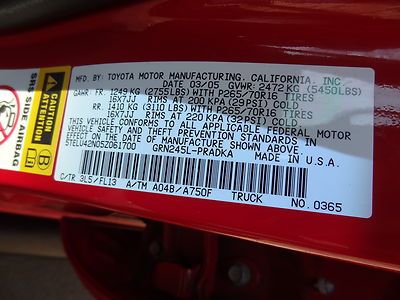 MFD. BY: TOYOTA MOTOR MANUFACTURING, CALIFORNIA, INC.
DATE: 03/05 GVWR: 2472 KG (5450LBS)
GAWR: FR: 1249 KG (2755LBS) WITH P265/70R16 TIRES
16X7JJ RIMS AT 200 KPA (29PSI) COLD
RR: 1410 KG (3110 LBS) WITH P265/70R16 TIRES
16X7JJ RIMS AT 220 KPA (32PSI) COLD
THIS VEHICLE CONFORMS TO ALL APPLICABLE FEDERAL MOTOR
VEHICLE SAFETY AND THEFT PREVENTION STANDARDS IN
EFFECT ON THE DATE OF MANUFACTURE SHOWN ABOVE.
5TELU42N05Z061700 GRN245L-PRADKA MADE IN U.S.A.
C/TR 3L5/FL13 A/TM A04B/A750F TRUCK NO. 0365
SRS SIDE AIRBAG
CAUTION
ATTENTION